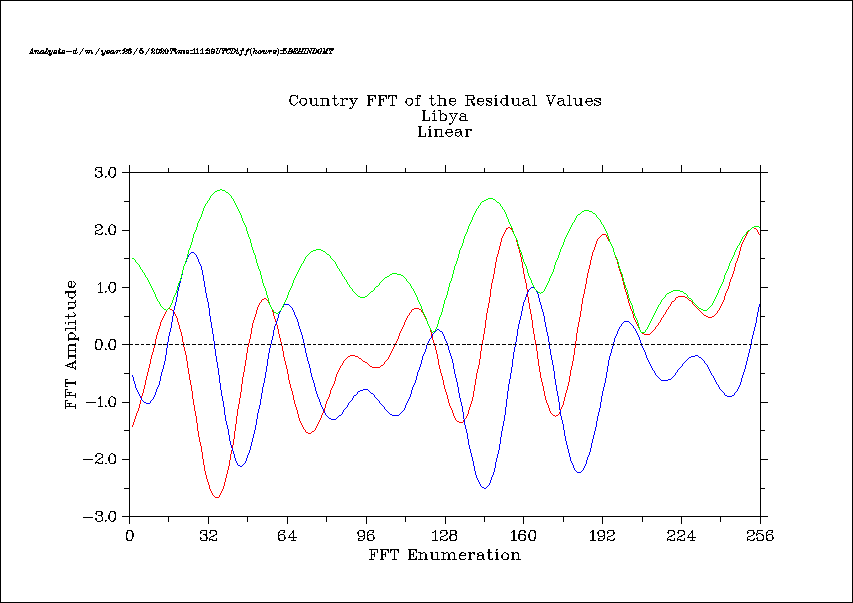 Country FFT of the Residual Values
Libya
Linear
3.0
2.0
1.0
0.0
−1.0
−2.0
−3.0
FFT Amplitude
0 32 64 96 128 160 192 224 256
FFT Enumeration